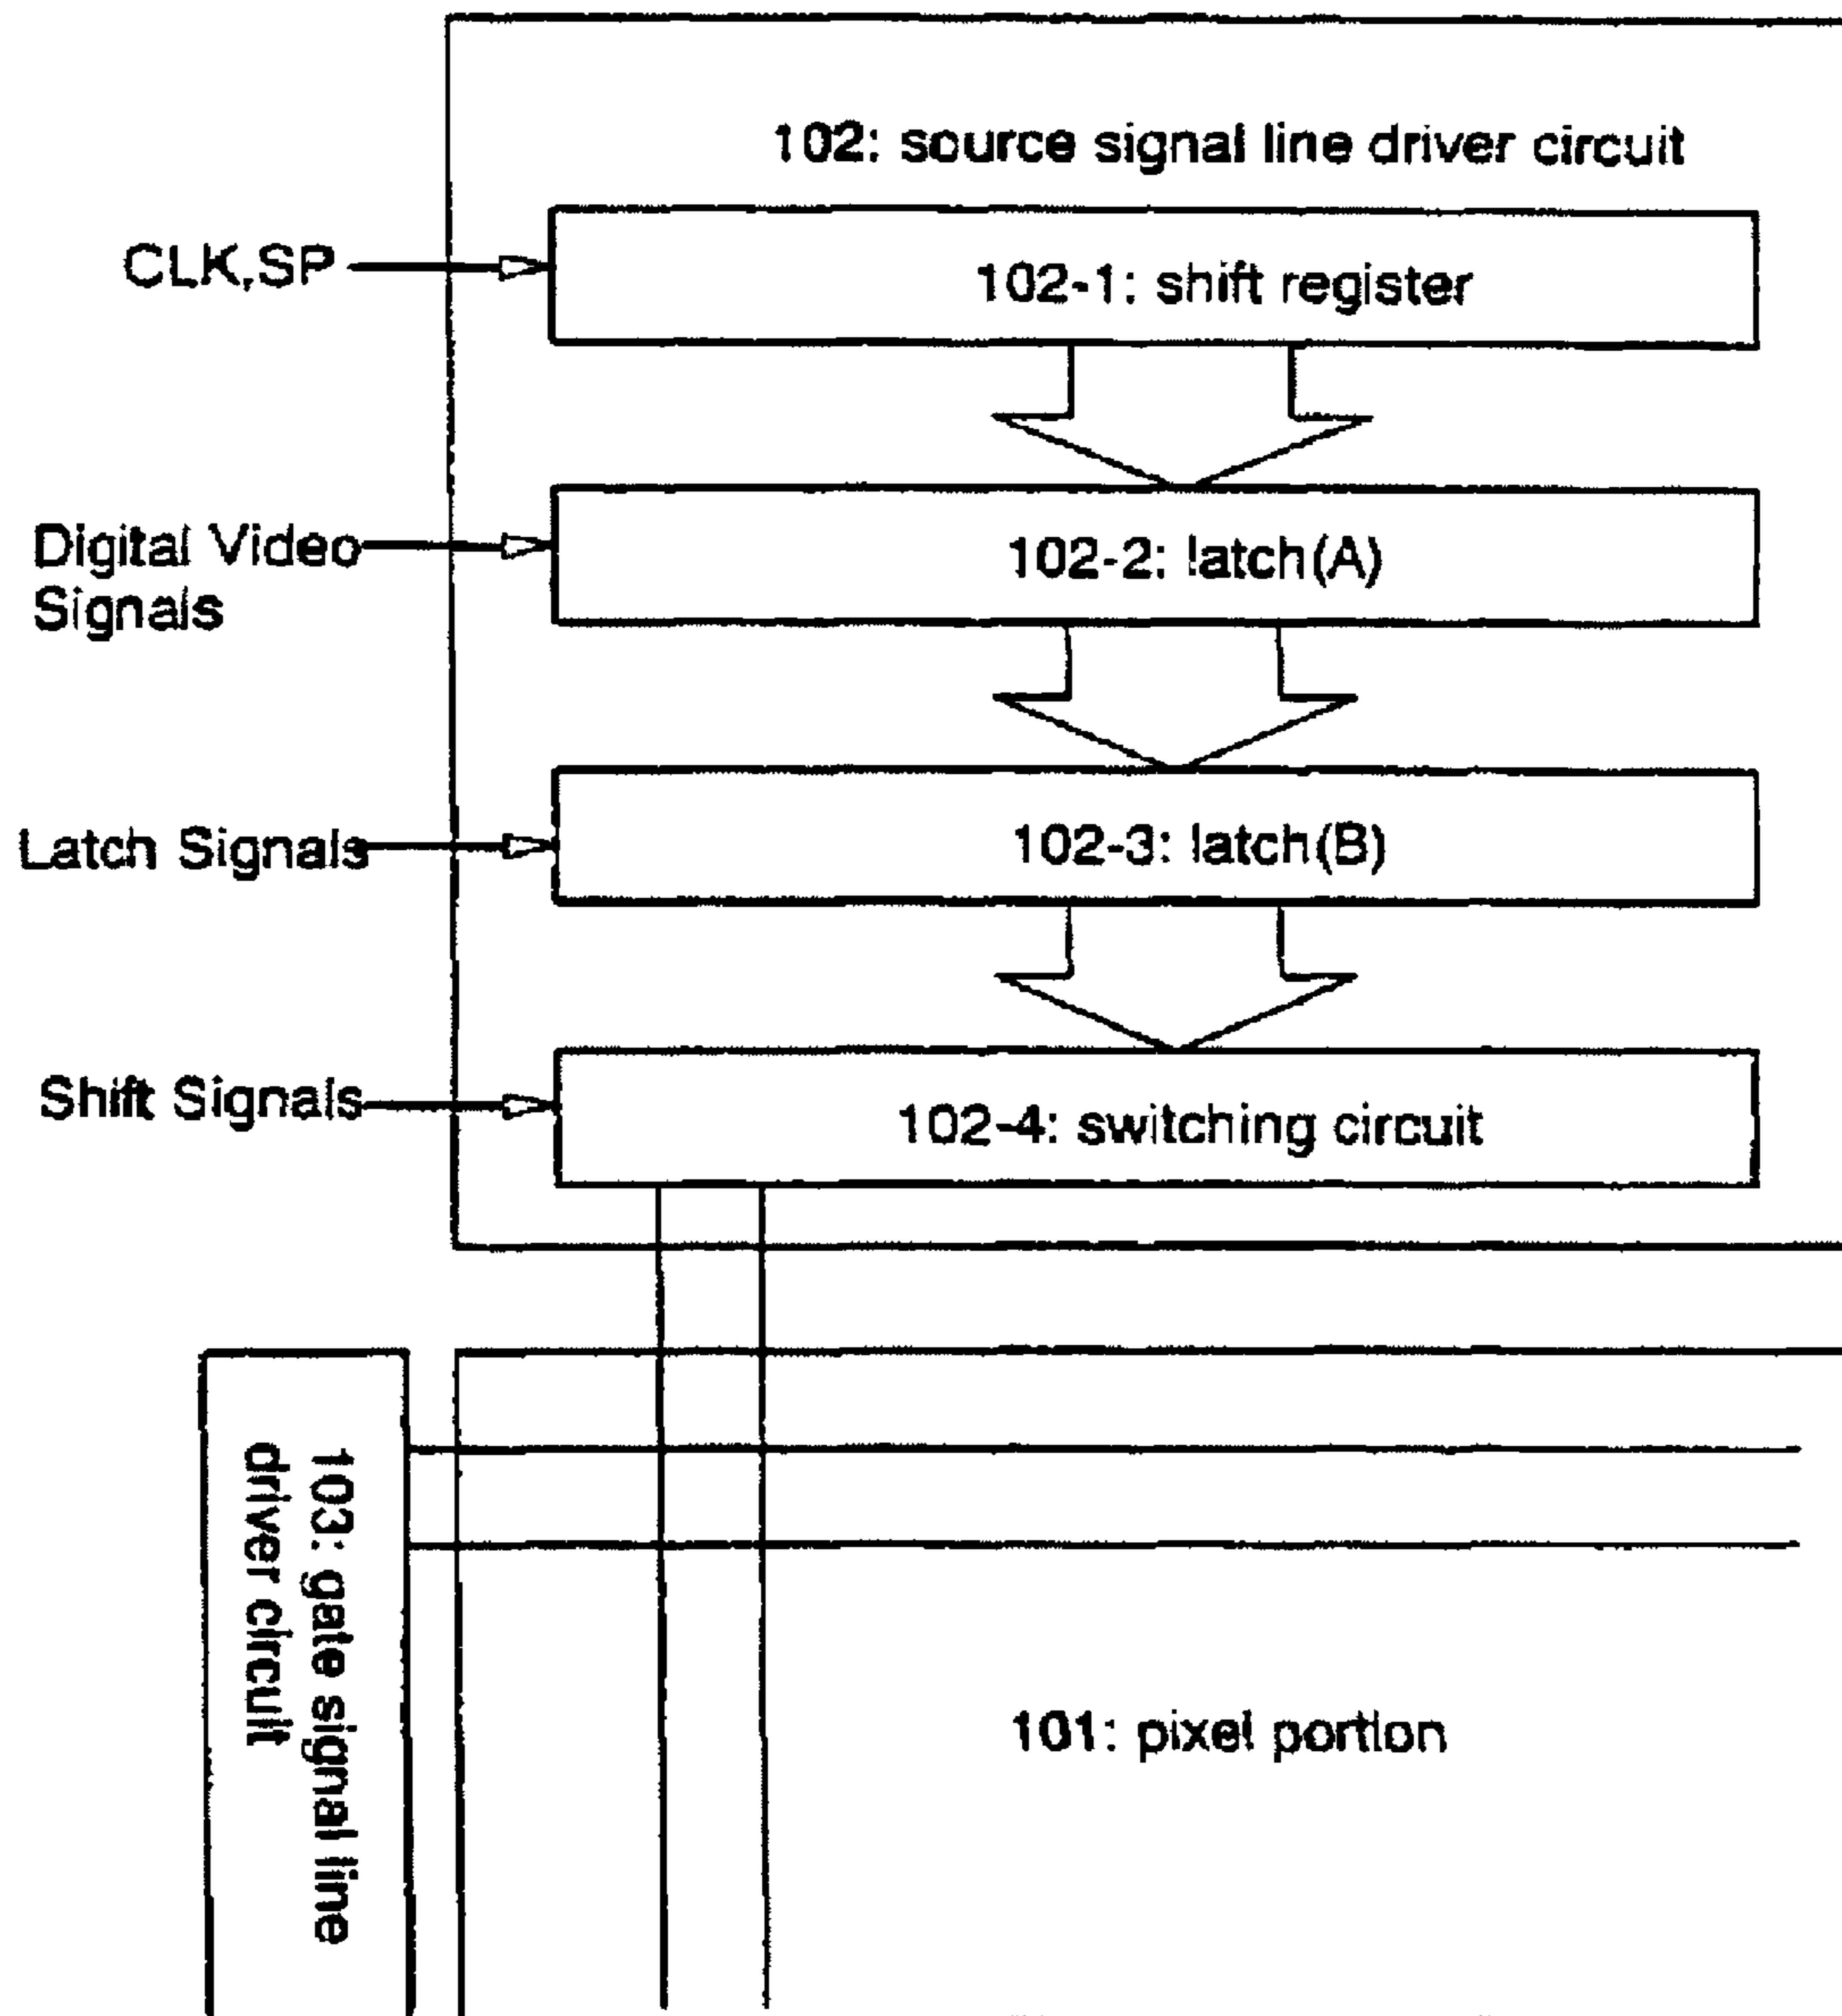 102: source signal line driver circuit
CLK,SP
102-1: shift register
Digital Video
Signals
102-2: latch(A)
Latch Signals
102-3: latch(B)
Shift Signals
102-4: switching circuit
103: gate signal line
driver circuit
101: pixel portion